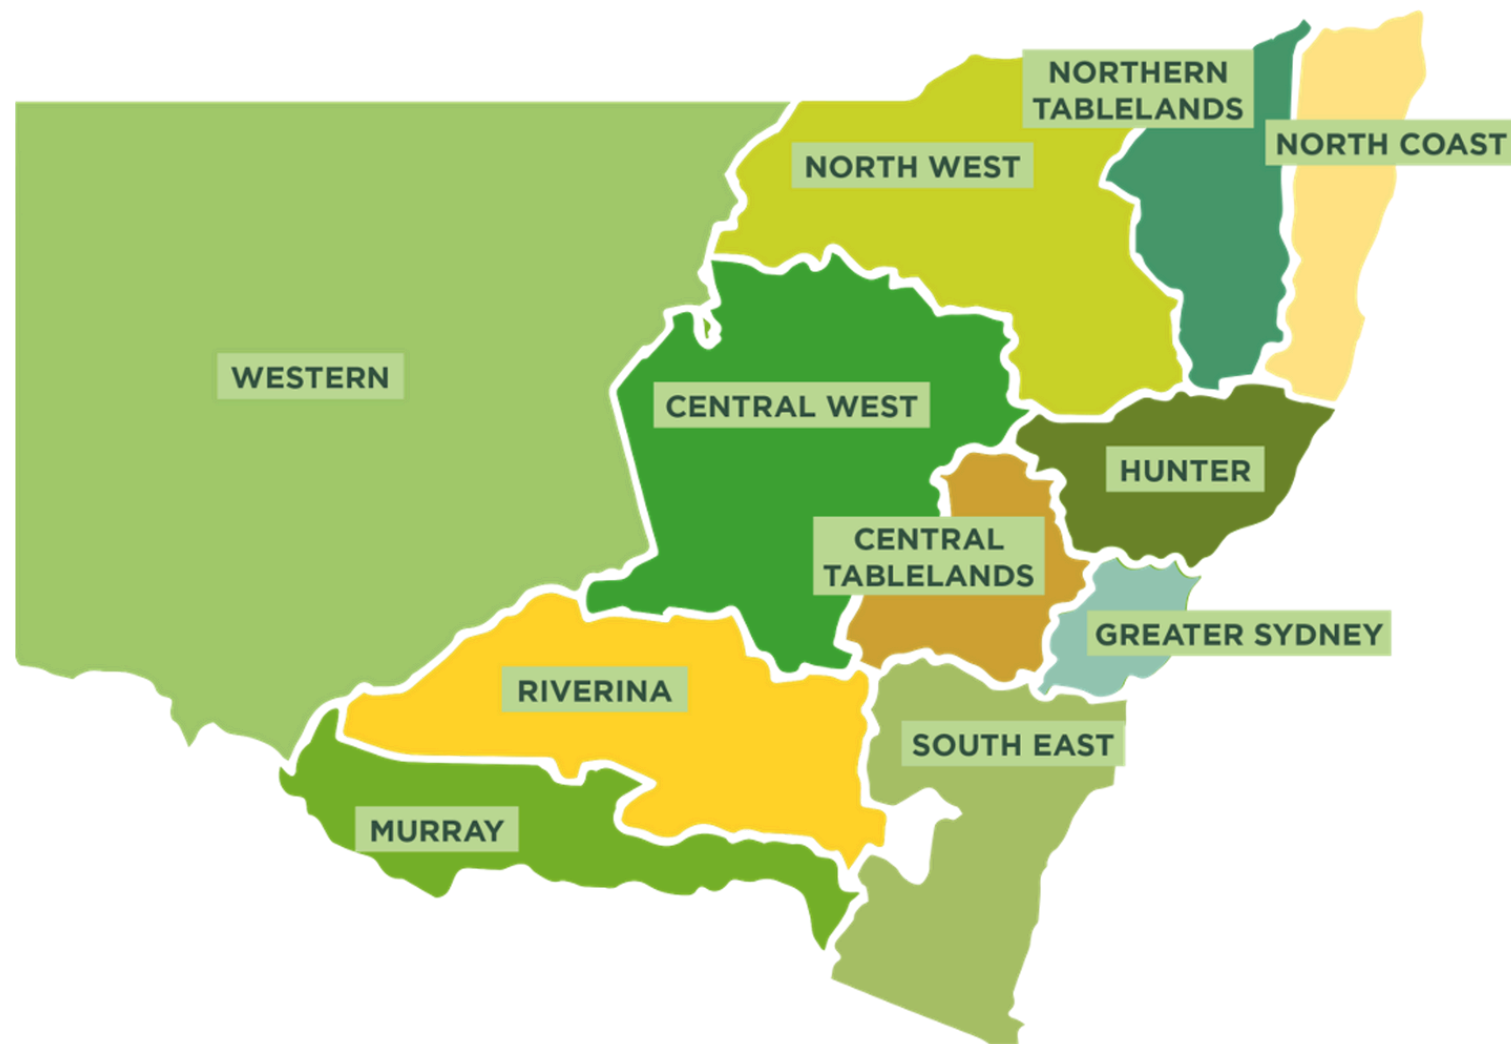 NORTHERN
TABLELANDS
NORTH COAST
NORTH WEST
WESTERN
CENTRAL WEST
HUNTER
CENTRAL
TABLELANDS
GREATER SYDNEY
RIVERINA
SOUTH EAST
MURRAY